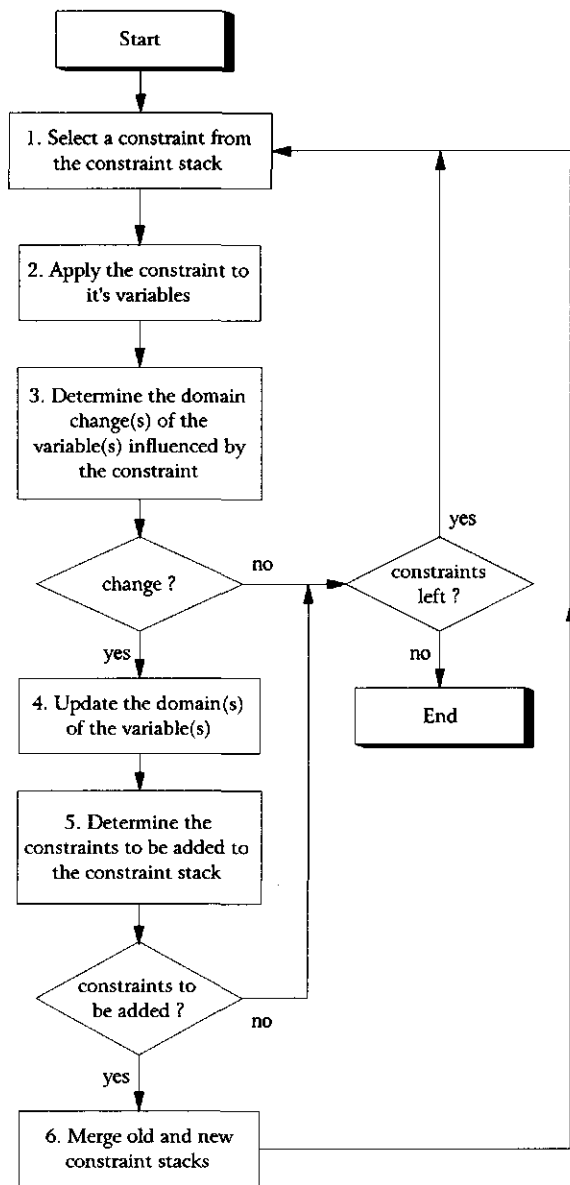 Start
1. Select a constraint from
the constraint stack
2. Apply the constraint to
it's variables
3. Determine the domain
change(s) of the
variable(s) influenced by
the constraint
change ?
no
yes
constraints
left ?
yes
no
End
4. Update the domain(s)
of the variable(s)
5. Determine the
constraints to be added to
the constraint stack
constraints to
be added ?
no
yes
6. Merge old and new
constraint stacks